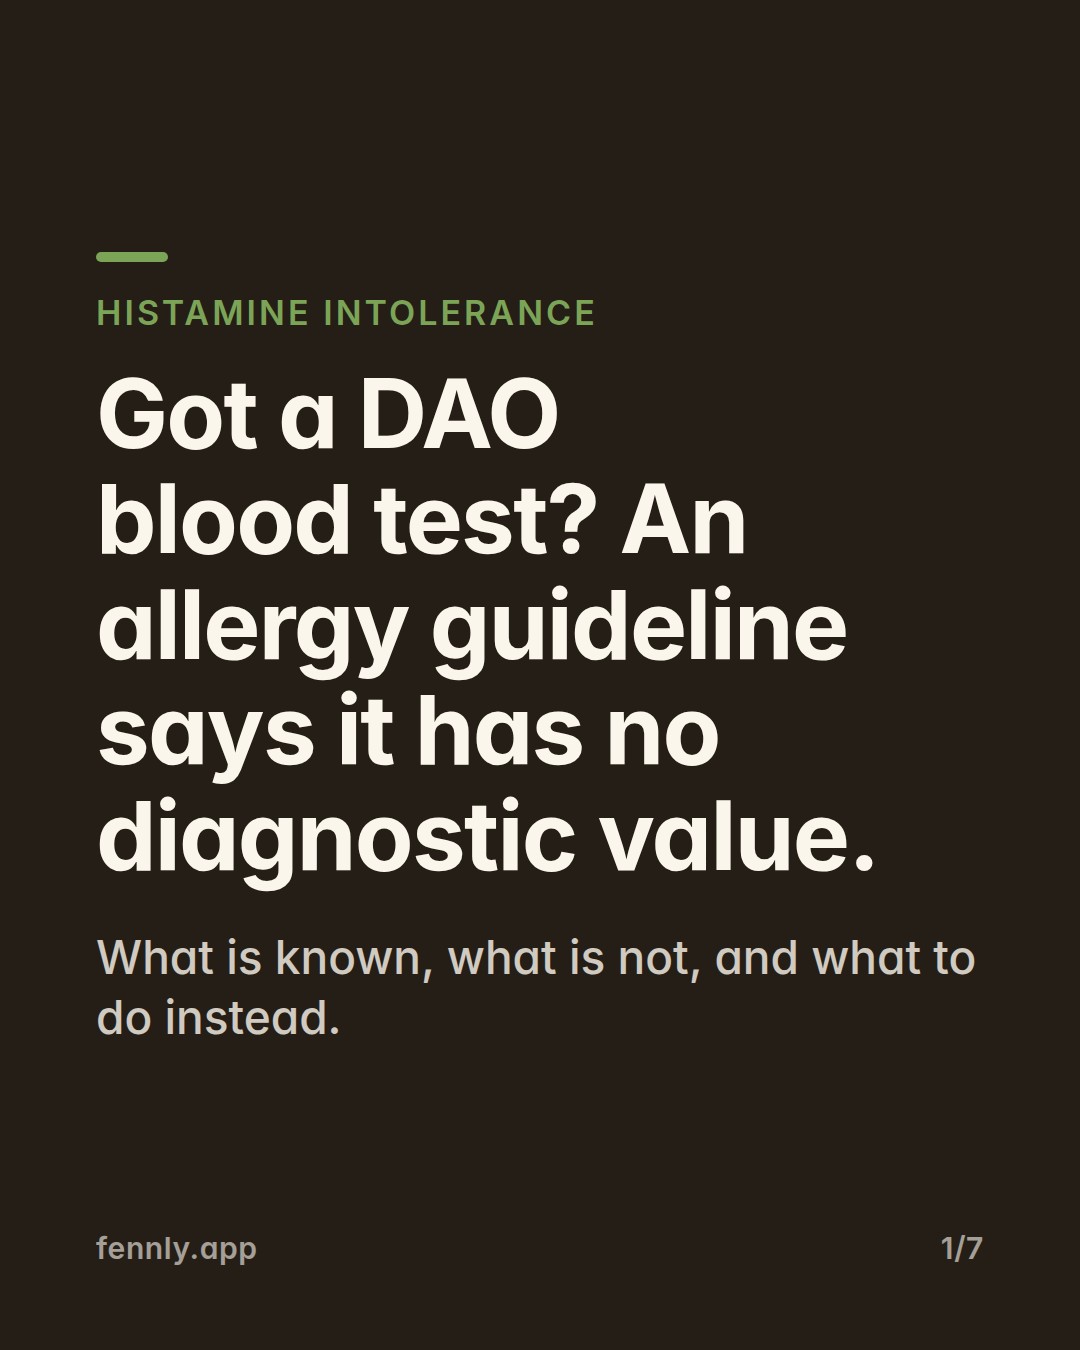 HISTAMINE INTOLERANCE
Got a DAO
blood test? An
allergy guideline
says it has no
diagnostic value.
What is known, what is not, and what to
do instead.
fennly.app
1/7